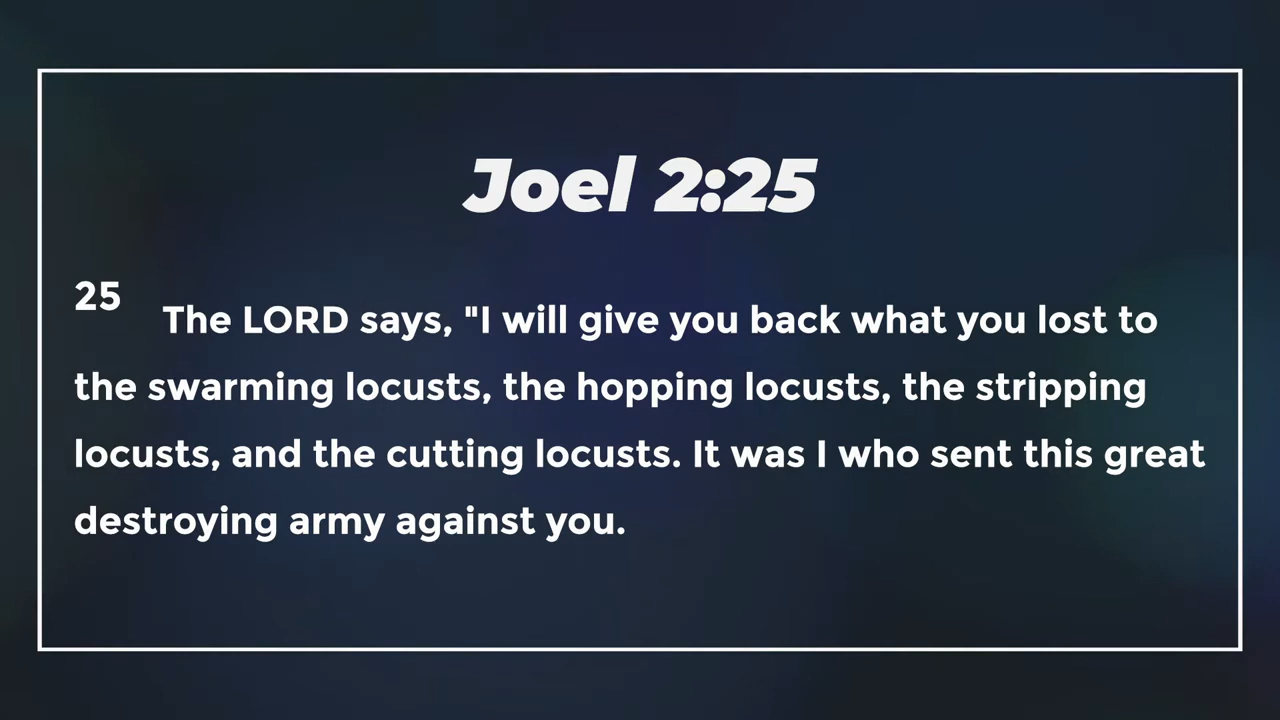 Joel 2:25
25 The LORD says, "I will give you back what you lost to
the swarming locusts, the hopping locusts, the stripping
locusts, and the cutting locusts. It was I who sent this great
destroying army against you.